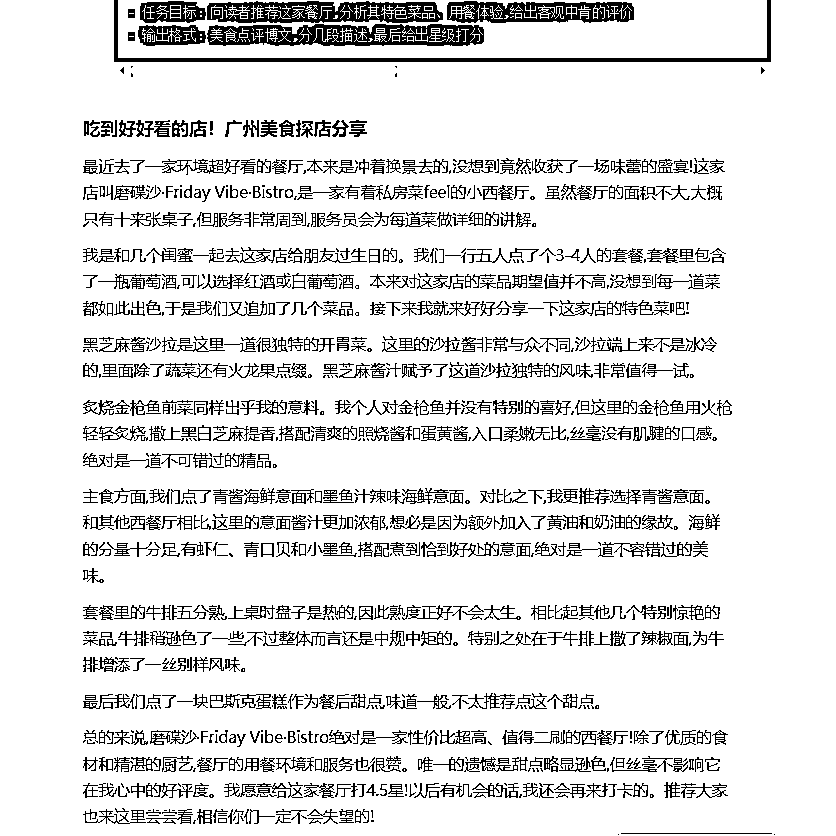 ▪ 任务目标：向读者推荐这家餐厅,分析其特色菜品、用餐体验,给出客观中肯的评价
▪ 输出格式：美食点评博文,分几段描述,最后给出星级打分
吃到好好看的店！广州美食探店分享
最近去了一家环境超好看的餐厅,本来是冲着换景去的,没想到竟然收获了一场味蕾的盛宴!这家
店叫磨碟沙·Friday Vibe·Bistro,是一家有着私房菜feel的小西餐厅。虽然餐厅的面积不大,大概
只有十来张桌子,但服务非常周到,服务员会为每道菜做详细的讲解。
我是和几个闺蜜一起去这家店给朋友过生日的。我们一行五人点了个3-4人的套餐,套餐里包含
了一瓶葡萄酒,可以选择红酒或白葡萄酒。本来对这家店的菜品期望值并不高,没想到每一道菜
都如此出色,于是我们又追加了几个菜品。接下来我就来好好分享一下这家店的特色菜吧!
黑芝麻酱沙拉是这里一道很独特的开胃菜。这里的沙拉酱非常与众不同,沙拉端上来不是冰冷
的,里面除了蔬菜还有火龙果点缀。黑芝麻酱汁赋予了这道沙拉独特的风味,非常值得一试。
炙烧金枪鱼前菜同样出乎我的意料。我个人对金枪鱼并没有特别的喜好,但这里的金枪鱼用火枪
轻轻炙烧,撒上黑白芝麻提香,搭配清爽的照烧酱和蛋黄酱,入口柔嫩无比,丝毫没有肌腱的口感。
绝对是一道不可错过的精品。
主食方面,我们点了青酱海鲜意面和墨鱼汁辣味海鲜意面。对比之下,我更推荐选择青酱意面。
和其他西餐厅相比,这里的意面酱汁更加浓郁,想必是因为额外加入了黄油和奶油的缘故。海鲜
的分量十分足,有虾仁、青口贝和小墨鱼,搭配煮到恰到好处的意面,绝对是一道不容错过的美
味。
套餐里的牛排五分熟,上桌时盘子是热的,因此熟度正好不会太生。相比起其他几个特别惊艳的
菜品,牛排稍逊色了一些,不过整体而言还是中规中矩的。特别之处在于牛排上撒了辣椒面,为牛
排增添了一丝别样风味。
最后我们点了一块巴斯克蛋糕作为餐后甜点,味道一般,不太推荐点这个甜点。
总的来说,磨碟沙·Friday Vibe·Bistro绝对是一家性价比超高、值得二刷的西餐厅!除了优质的食
材和精湛的厨艺,餐厅的用餐环境和服务也很赞。唯一的遗憾是甜点略显逊色,但丝毫不影响它
在我心中的好评度。我愿意给这家餐厅打4.5星!以后有机会的话,我还会再来打卡的。推荐大家
也来这里尝尝看,相信你们一定不会失望的!